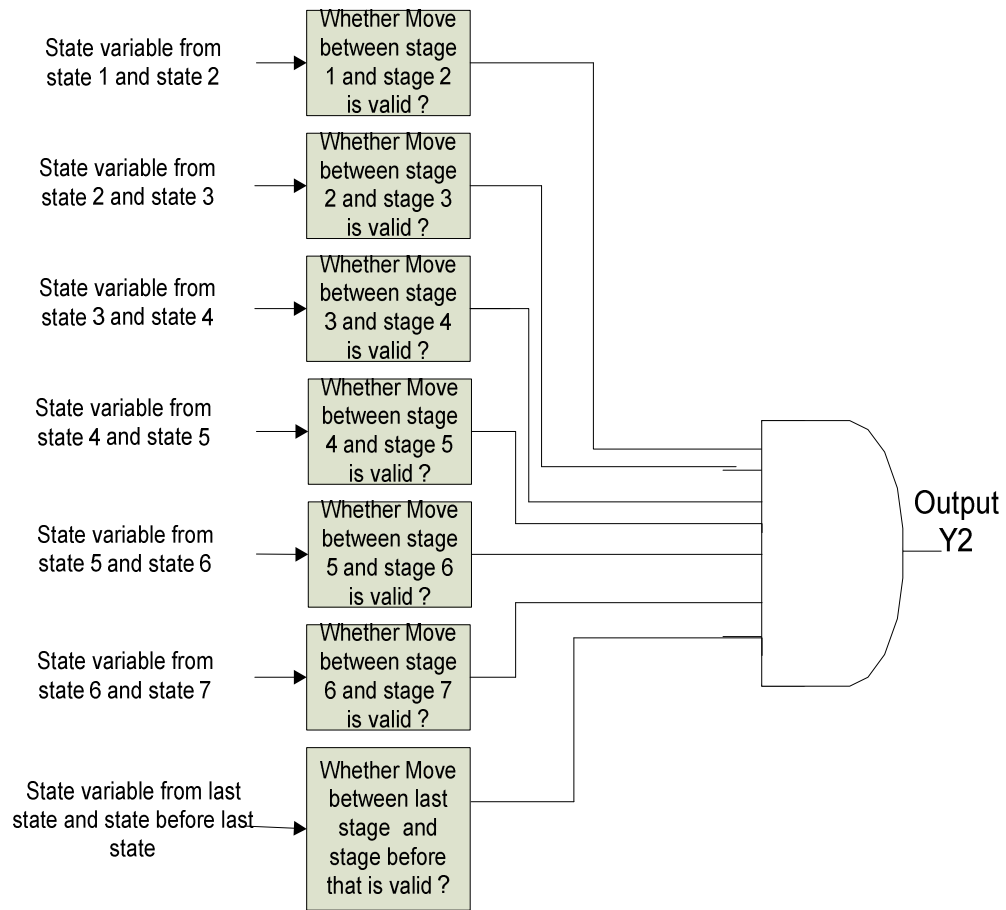 State variable from
state 1 and state 2
Whether Move
between stage
1 and stage 2
is valid ?
State variable from
state 2 and state 3
Whether Move
between stage
2 and stage 3
is valid ?
State variable from
state 3 and state 4
Whether Move
between stage
3 and stage 4
is valid ?
State variable from
state 4 and state 5
Whether Move
between stage
4 and stage 5
is valid ?
State variable from
state 5 and state 6
Whether Move
between stage
5 and stage 6
is valid ?
State variable from
state 6 and state 7
Whether Move
between stage
6 and stage 7
is valid ?
State variable from last
state and state before last
state
Whether Move
between last
stage and
stage before
that is valid ?
Output
Y2